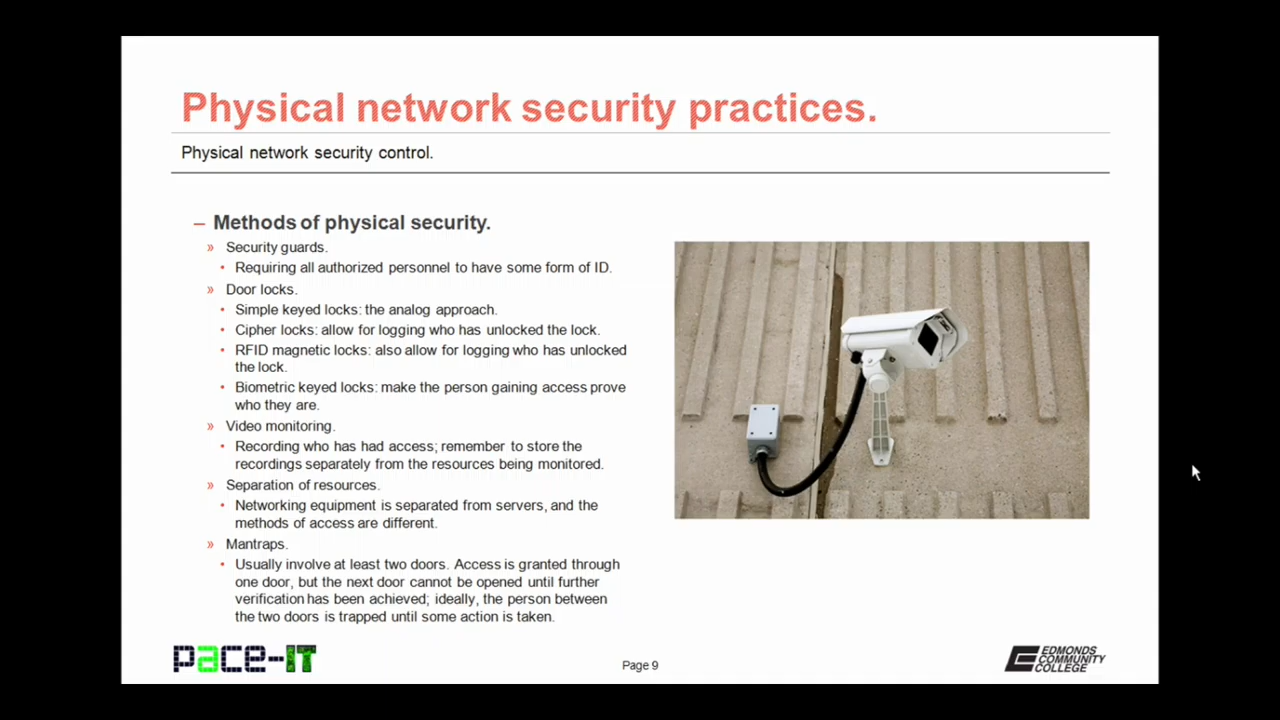 Physical network security practices.
Physical network security control.
– Methods of physical security.
» Security guards.
• Requiring all authorized personnel to have some form of ID.
» Door locks.
• Simple keyed locks: the analog approach.
• Cipher locks: allow for logging who has unlocked the lock.
• RFID magnetic locks: also allow for logging who has unlocked
the lock.
• Biometric keyed locks: make the person gaining access prove
who they are.
» Video monitoring.
• Recording who has had access; remember to store the
recordings separately from the resources being monitored.
» Separation of resources.
• Networking equipment is separated from servers, and the
methods of access are different.
» Mantraps.
• Usually involve at least two doors. Access is granted through
one door, but the next door cannot be opened until further
verification has been achieved; ideally, the person between
the two doors is trapped until some action is taken.
pace-IT
Page 9
EDMONDS
COMMUNITY
COLLEGE